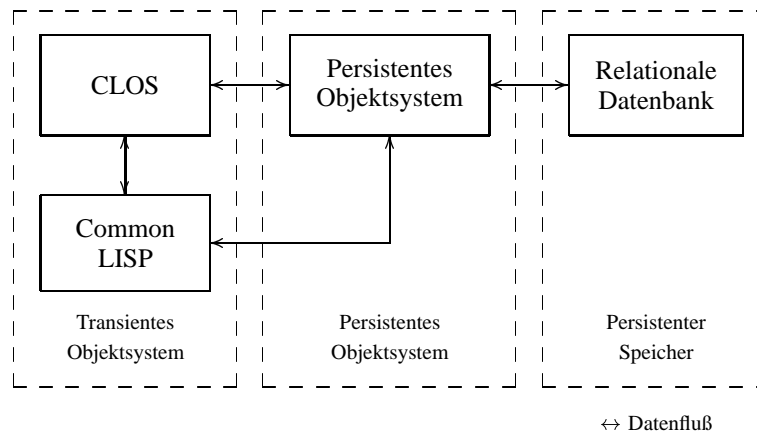 CLOS
Persistentes
Objektsystem
Relationale
Datenbank
Common
LISP
Transientes
Objektsystem
Persistentes
Objektsystem
Persistenter
Speicher
↔ Datenfluß